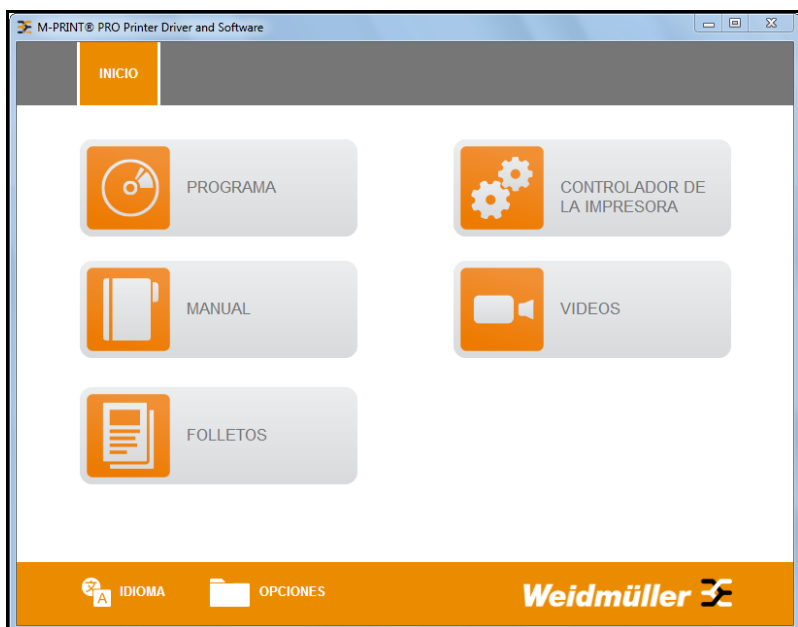 M-PRINT® PRO Printer Driver and Software
INICIO
PROGRAMA
CONTROLADOR DE
LA IMPRESORA
MANUAL
VIDEOS
FOLLETOS
IDIOMA
OPCIONES
Weidmüller